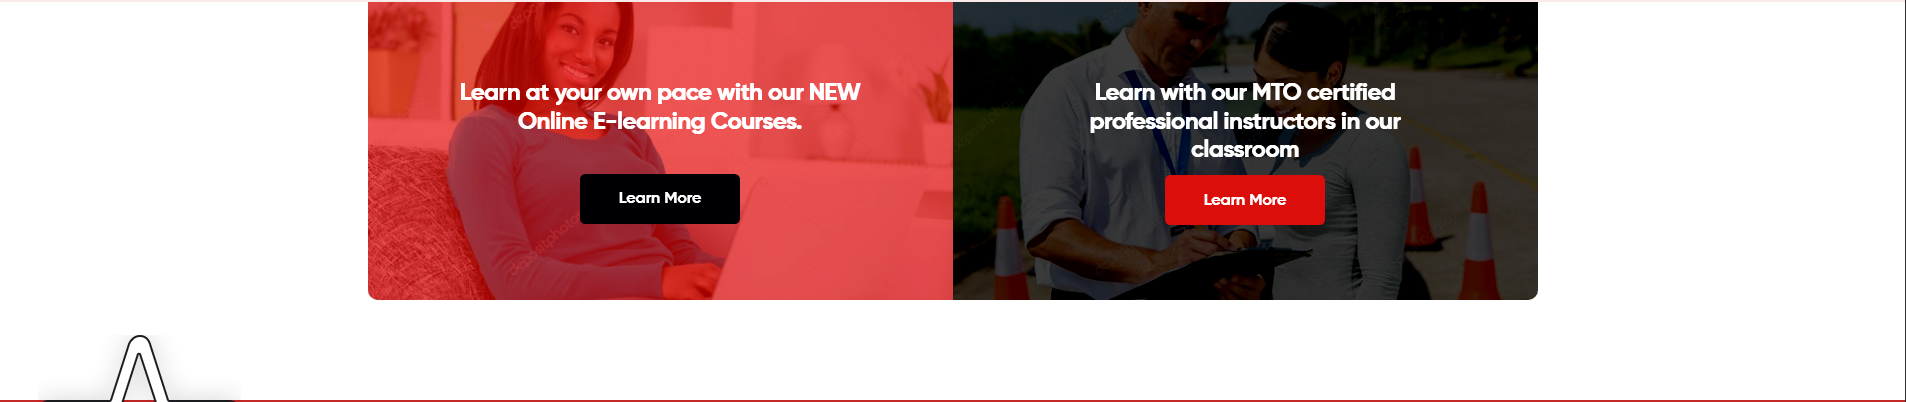 Learn at your own pace with our NEW
Online E-learning Courses.
Learn More
Learn with our MTO certified
professional instructors in our
classroom
Learn More